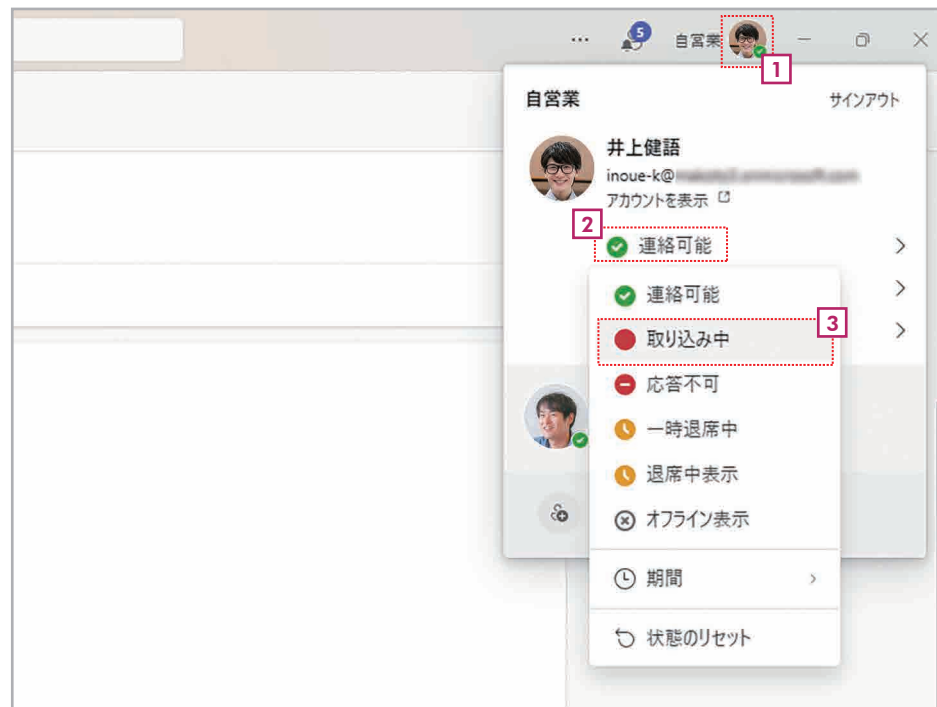 … 5 自営業
1
自営業 サインアウト
井上健語
inoue-k@
アカウントを表示
2
連絡可能
連絡可能
3
取り込み中
応答不可
一時退席中
退席中表示
オフライン表示
期間
状態のリセット